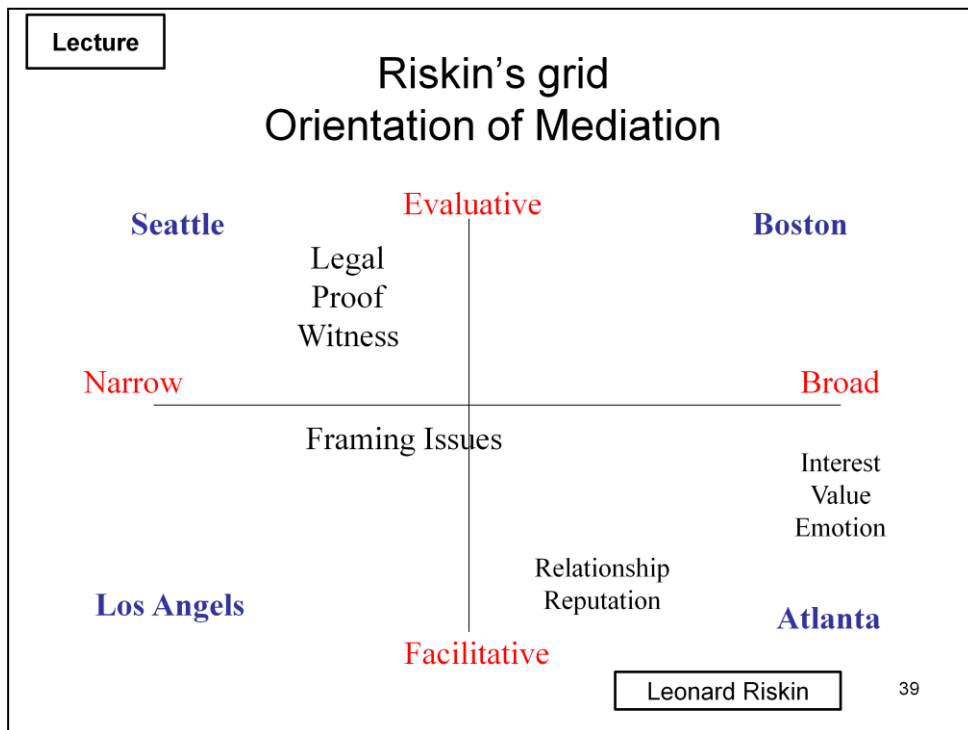 Lecture
Riskin's grid
Orientation of Mediation
Evaluative
Seattle
Boston
Legal
Proof
Witness
Narrow
Broad
Framing Issues
Interest
Value
Emotion
Relationship
Reputation
Los Angels
Atlanta
Facilitative
Leonard Riskin
39